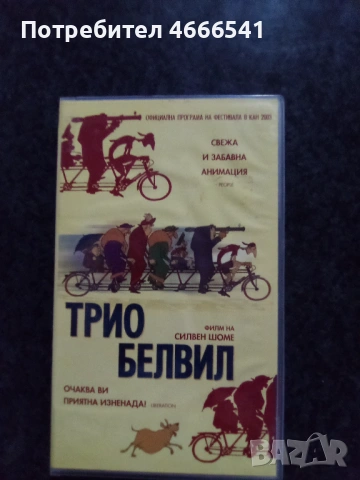 Потребител 4666541
ОФИЦИАЛНА ПРОГРАМА НА ФЕСТИВАЛА В КАН 2003
СВЕЖА
И ЗАБАВНА
АНИМАЦИЯ
ТРИО
ФИЛМ НА
СИЛВЕН ШОМЕ
БЕЛВИЛ
ОЧАКВА ВИ
ПРИЯТНА ИЗНЕНАДА!
BAZAR